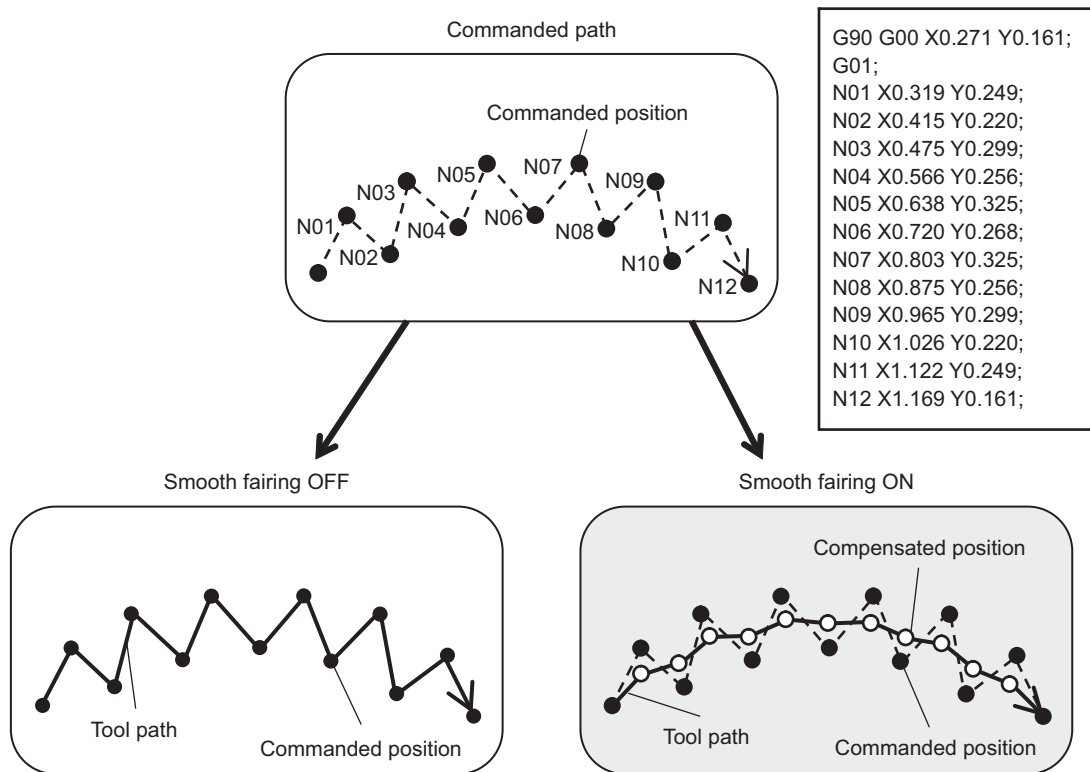 Commanded path
G90 G00 X0.271 Y0.161;
G01;
N01 X0.319 Y0.249;
N02 X0.415 Y0.220;
N03 X0.475 Y0.299;
N04 X0.566 Y0.256;
N05 X0.638 Y0.325;
N06 X0.720 Y0.268;
N07 X0.803 Y0.325;
N08 X0.875 Y0.256;
N09 X0.965 Y0.299;
N10 X1.026 Y0.220;
N11 X1.122 Y0.249;
N12 X1.169 Y0.161;
Commanded position
N01
N02
N03
N04
N05
N06
N07
N08
N09
N10
N11
N12
Smooth fairing OFF
Tool path
Commanded position
Smooth fairing ON
Compensated position
Tool path
Commanded position